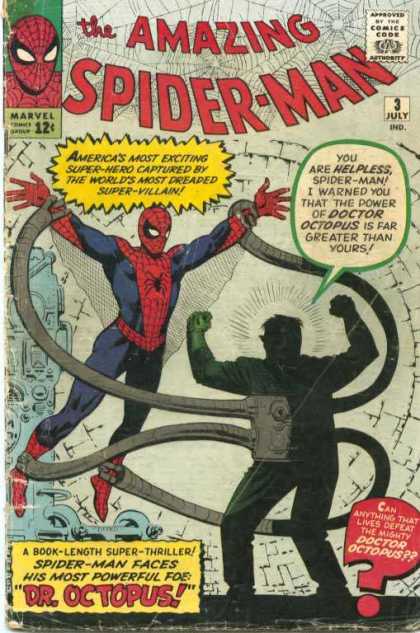 the AMAZING
SPIDER-MAN
APPROVED
BY THE
COMICS
CODE
AUTHORITY
MARVEL
COMICS
GROUP 12¢
3
JULY
IND.
AMERICA'S MOST EXCITING
SUPER-HERO CAPTURED BY
THE WORLD'S MOST DREADED
SUPER-VILLAIN!
YOU
ARE HELPLESS,
SPIDER-MAN!
I WARNED YOU
THAT THE POWER
OF DOCTOR
OCTOPUS IS FAR
GREATER THAN
YOURS!
CAN
ANYTHING THAT
LIVES DEFEAT
THE MIGHTY
DOCTOR
OCTOPUS??
?
A BOOK-LENGTH SUPER-THRILLER!
SPIDER-MAN FACES
HIS MOST POWERFUL FOE:
"DR. OCTOPUS!"